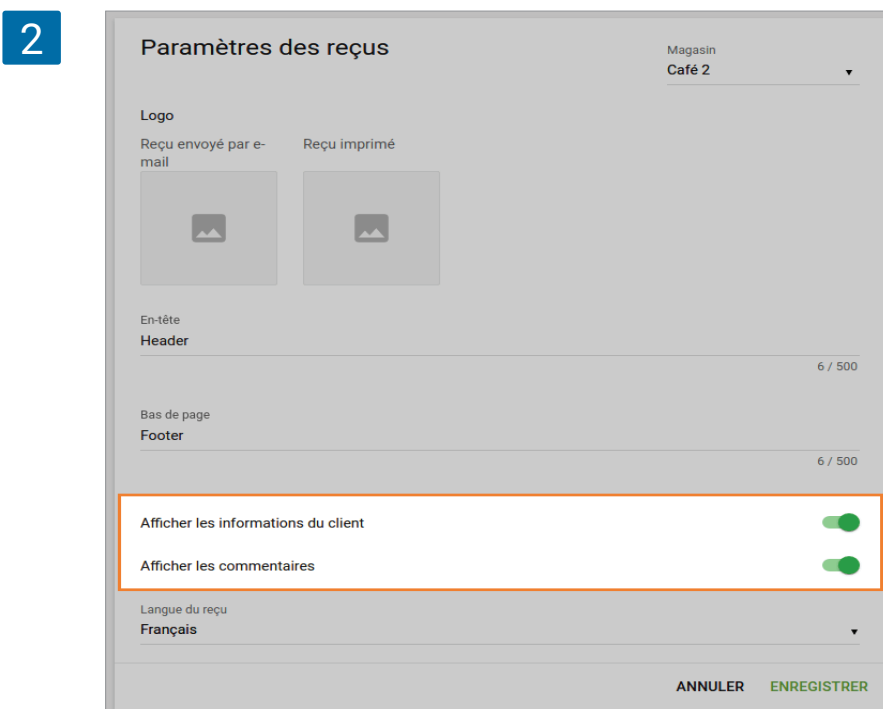 2
Paramètres des reçus
Magasin
Café 2
Logo
Reçu envoyé par e-
mail
Reçu imprimé
En-tête
Header
6 / 500
Bas de page
Footer
6 / 500
Afficher les informations du client
Afficher les commentaires
Langue du reçu
Français
ANNULER ENREGISTRER